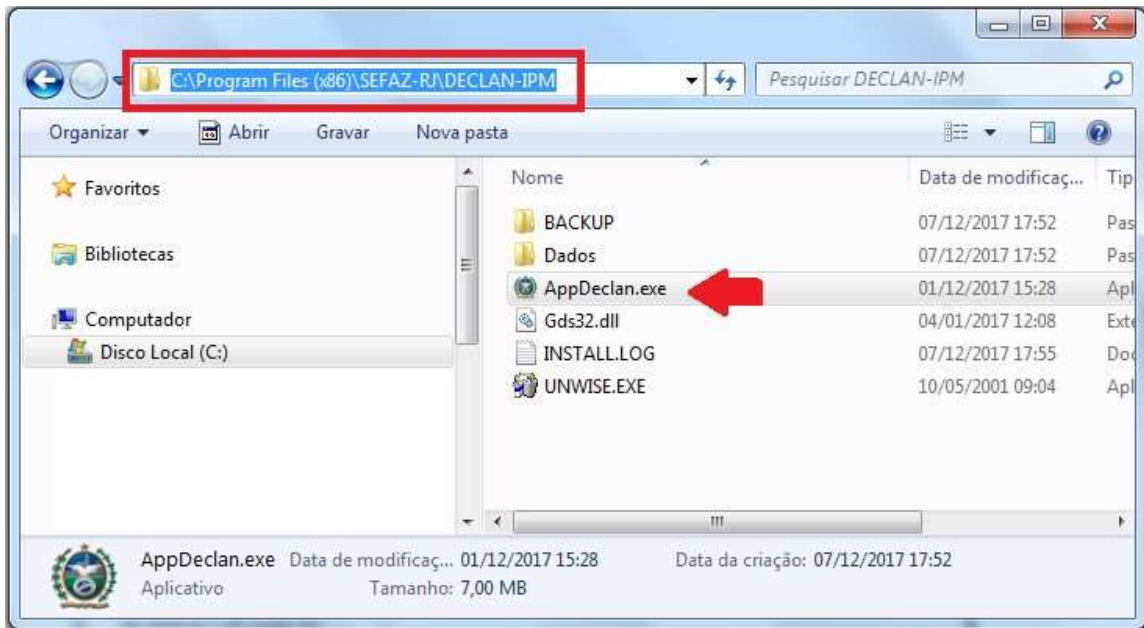 C:\Program Files (x86)\SEFAZ-RJ\DECLAN-IPM
Pesquisar DECLAN-IPM
Organizar Abrir Gravar Nova pasta
Favoritos
Bibliotecas
Computador
Disco Local (C:)
Nome Data de modificaç... Tip
BACKUP 07/12/2017 17:52 Pas
Dados 07/12/2017 17:52 Pas
AppDeclan.exe 01/12/2017 15:28 Apl
Gds32.dll 04/01/2017 12:08 Exte
INSTALL.LOG 07/12/2017 17:55 Doc
UNWISE.EXE 10/05/2001 09:04 Apl
AppDeclan.exe Data de modificaç... 01/12/2017 15:28 Data da criação: 07/12/2017 17:52
Aplicativo Tamanho: 7,00 MB